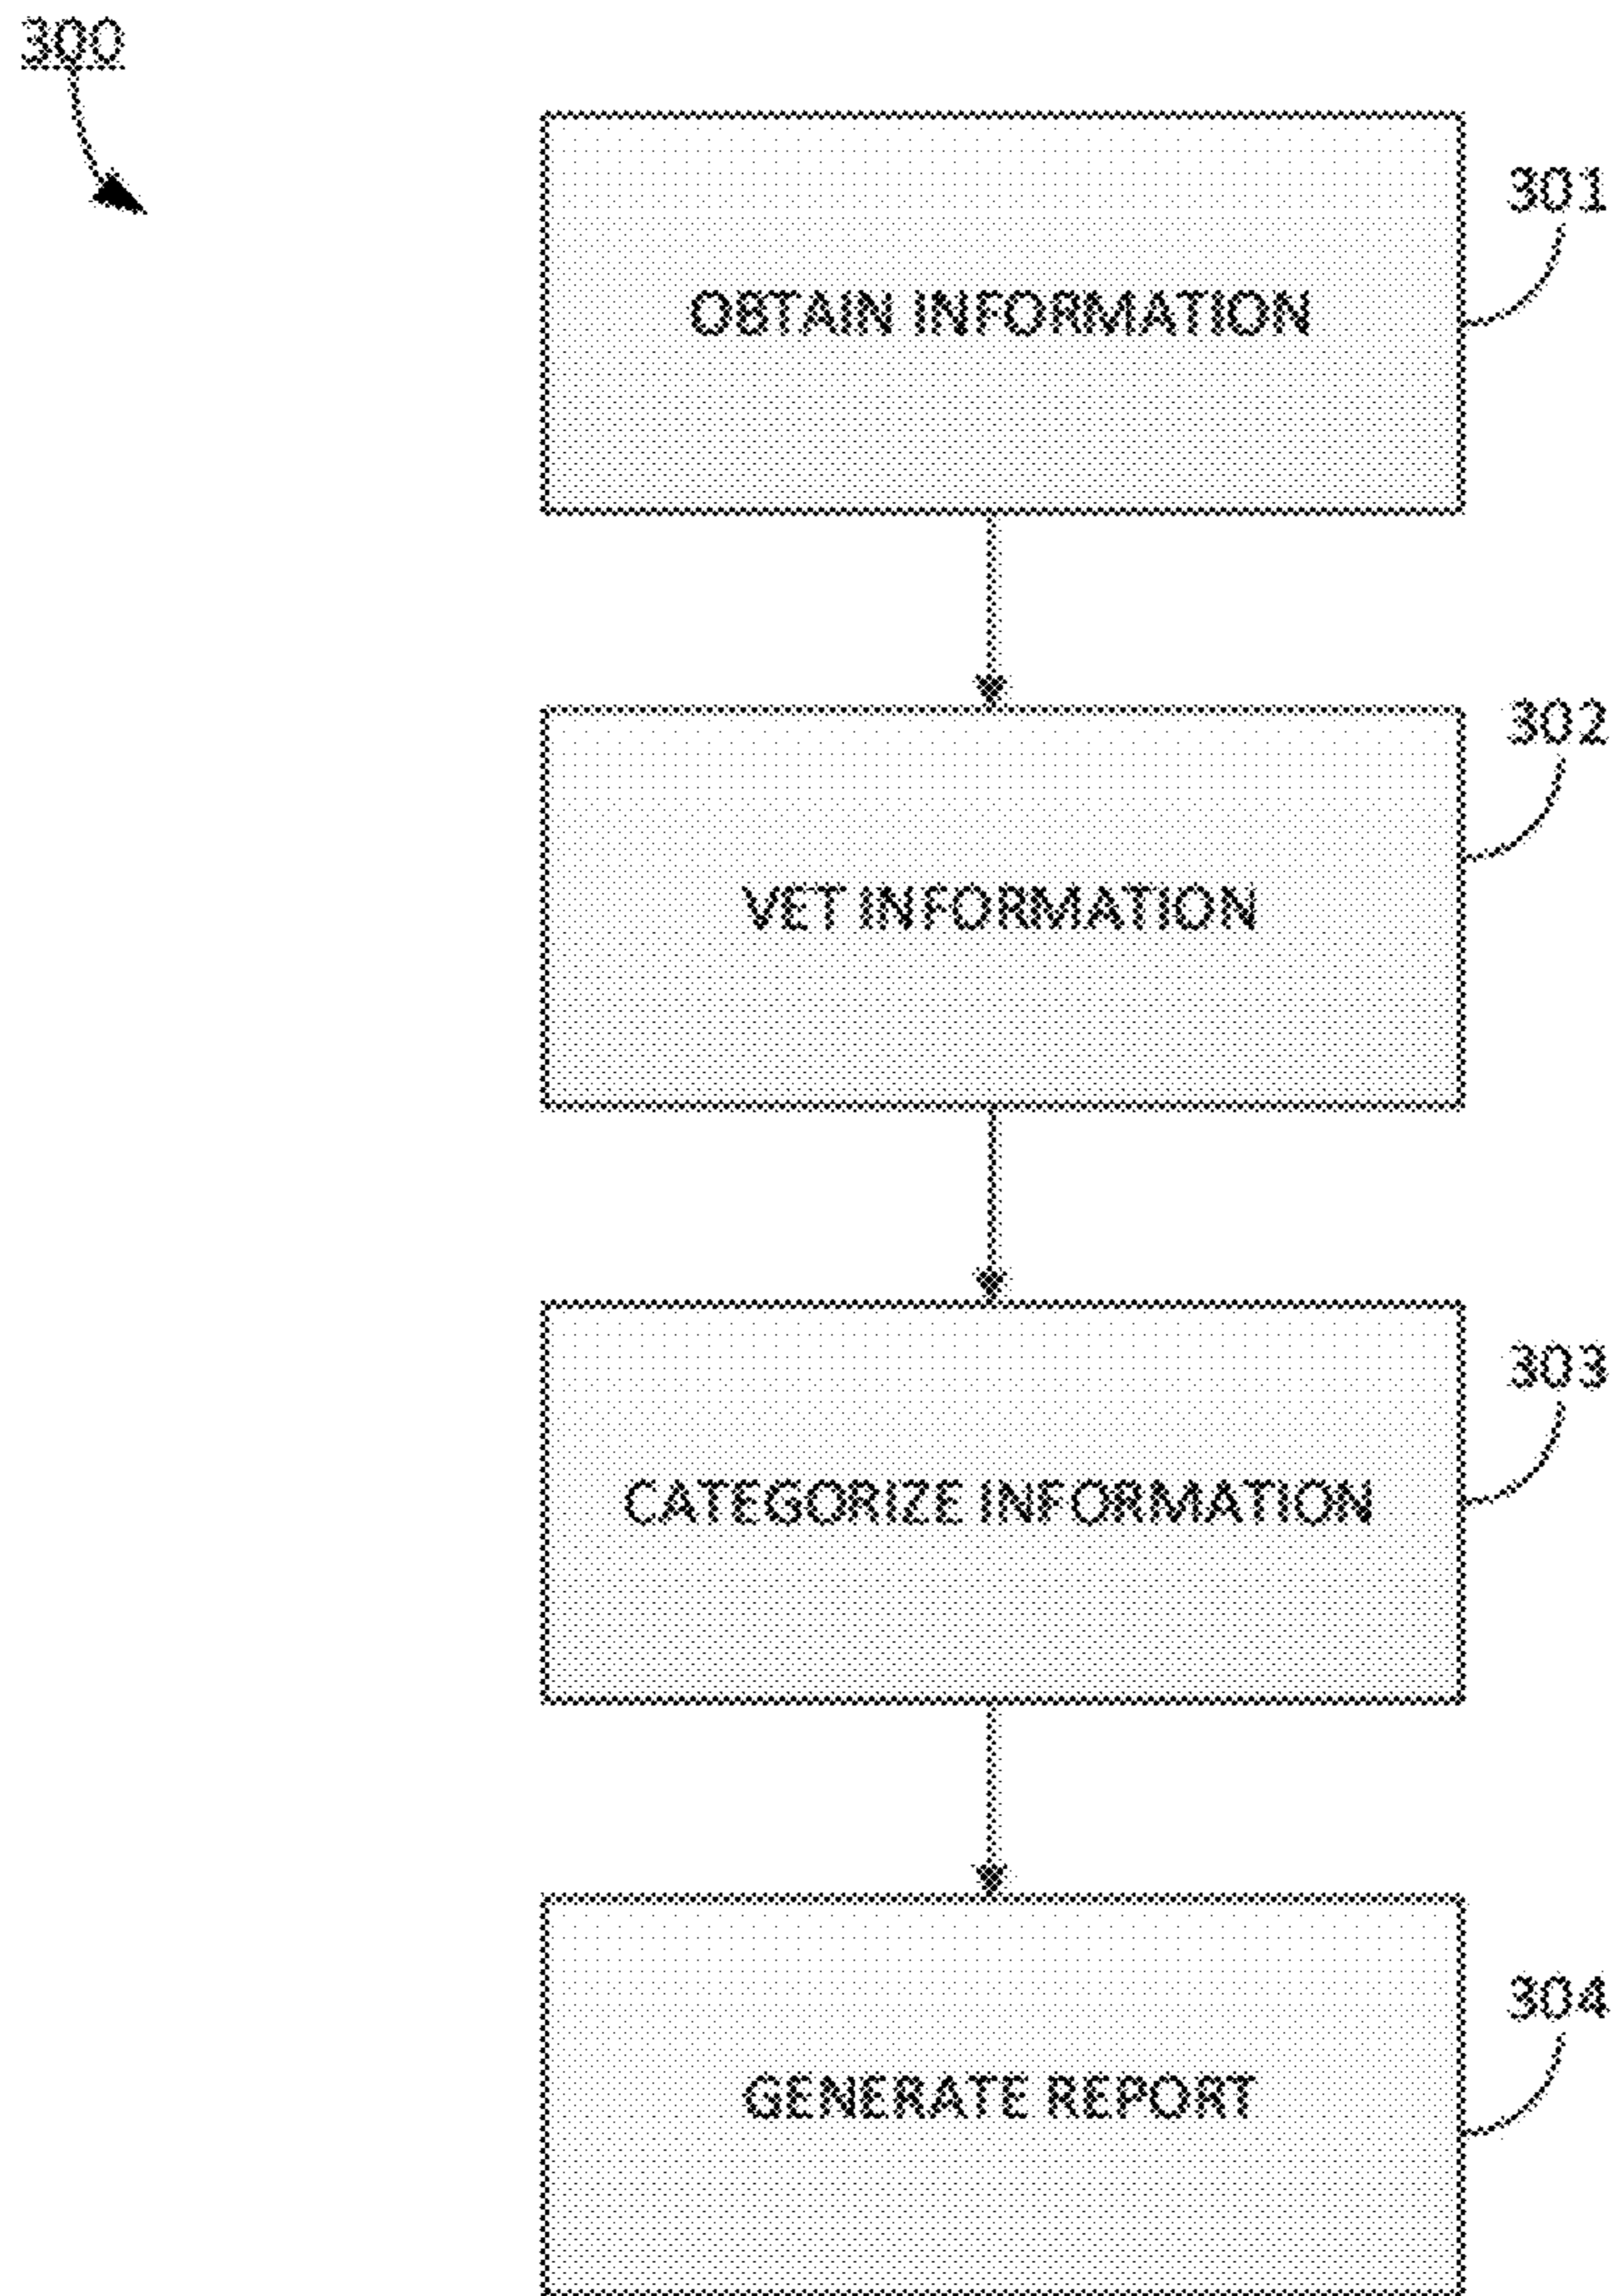 300
301
OBTAIN INFORMATION
302
VET INFORMATION
303
CATEGORIZE INFORMATION
304
GENERATE REPORT